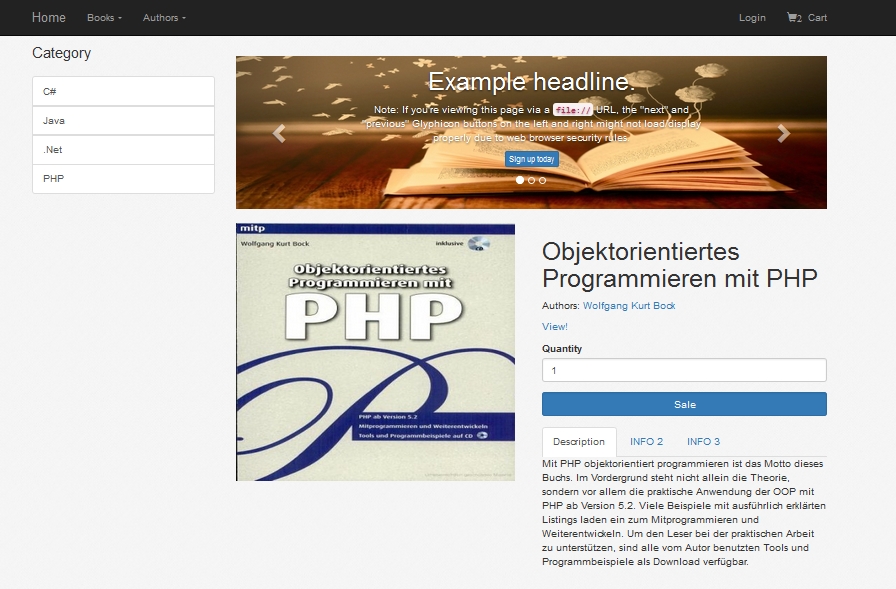 Home Books Authors Login 2 Cart
Category
C#
Java
.Net
PHP
Example headline.
Note: If you're viewing this page via a file:// URL, the "next" and
"previous" Glyphicon buttons on the left and right might not load/display
properly due to web browser security rules.
Sign up today
mitp
Wolfgang Kurt Bock
inklusive CD
Objektorientiertes
Programmieren mit
PHP
PHP ab Version 5.2
Mitprogrammieren und Weiterentwickeln
Tools und Programmbeispiele auf CD
Objektorientiertes
Programmieren mit PHP
Authors: Wolfgang Kurt Bock
View!
Quantity
1
Sale
Description INFO 2 INFO 3
Mit PHP objektorientiert programmieren ist das Motto dieses
Buchs. Im Vordergrund steht nicht allein die Theorie,
sondern vor allem die praktische Anwendung der OOP mit
PHP ab Version 5.2. Viele Beispiele mit ausführlich erklärten
Listings laden ein zum Mitprogrammieren und
Weiterentwickeln. Um den Leser bei der praktischen Arbeit
zu unterstützen, sind alle vom Autor benutzten Tools und
Programmbeispiele als Download verfügbar.